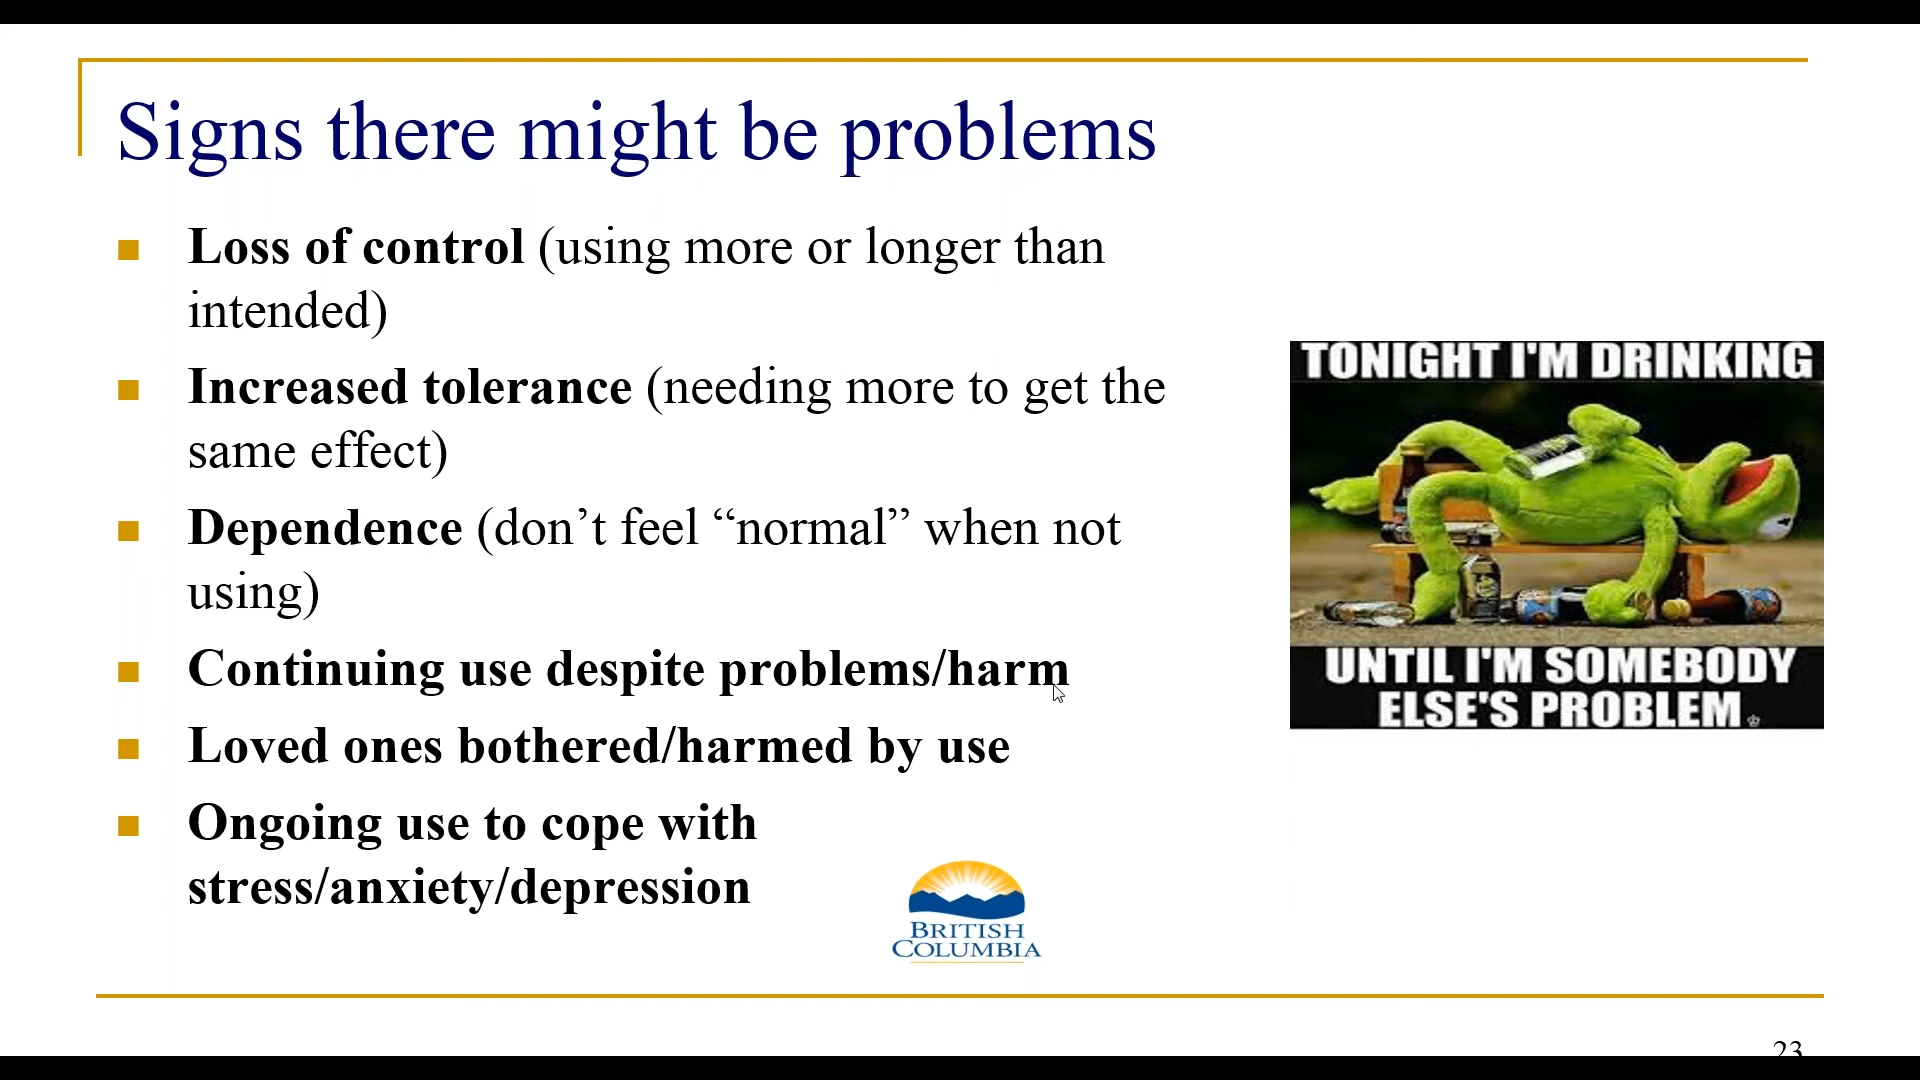 Signs there might be problems
Loss of control (using more or longer than
intended)
Increased tolerance (needing more to get the
same effect)
Dependence (don’t feel “normal” when not
using)
Continuing use despite problems/harm
Loved ones bothered/harmed by use
Ongoing use to cope with
stress/anxiety/depression
TONIGHT I'M DRINKING
UNTIL I'M SOMEBODY
ELSE'S PROBLEM
BRITISH
COLUMBIA
23